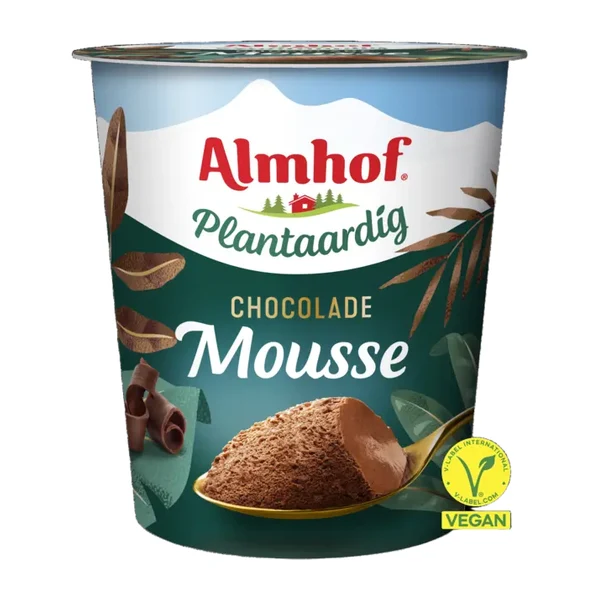 Almhof®
Plantaardig
CHOCOLADE
Mousse
V-LABEL INTERNATIONAL
V-LABEL.COM
VEGAN